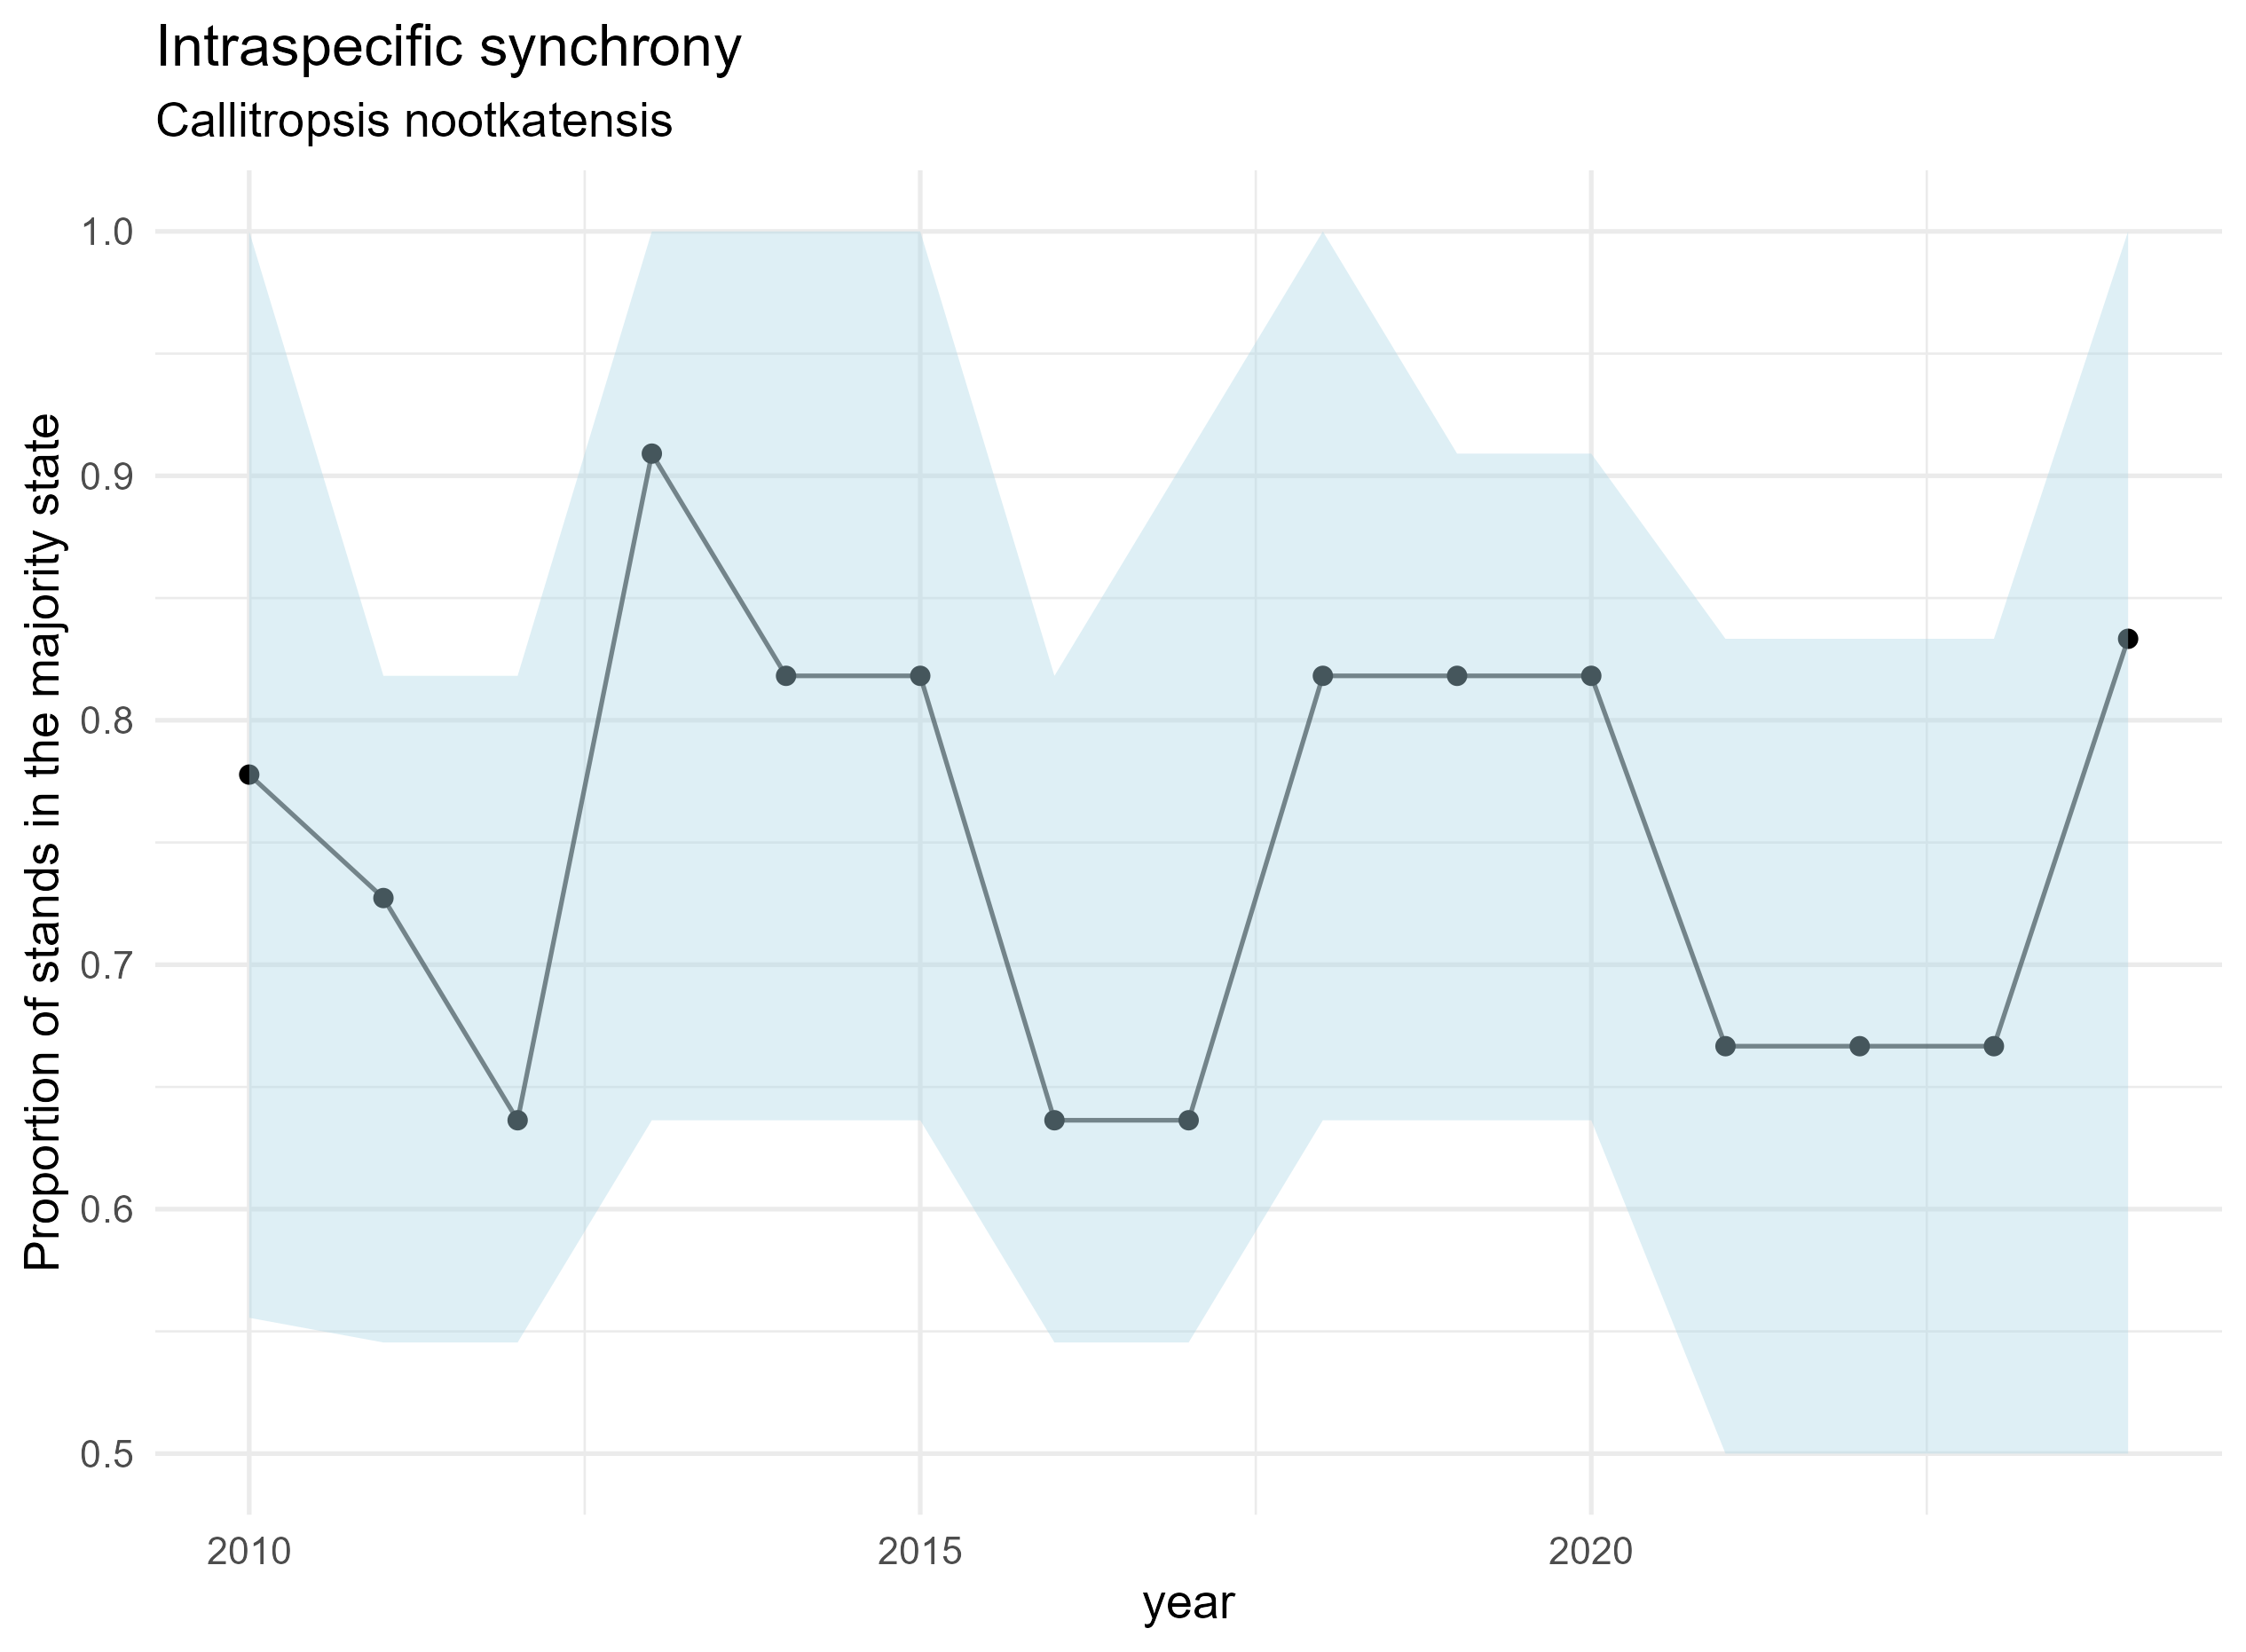 Intraspecific synchrony
Callitropsis nootkatensis
Proportion of stands in the majority state
1.0
0.9
0.8
0.7
0.6
0.5
2010 2015 2020
year